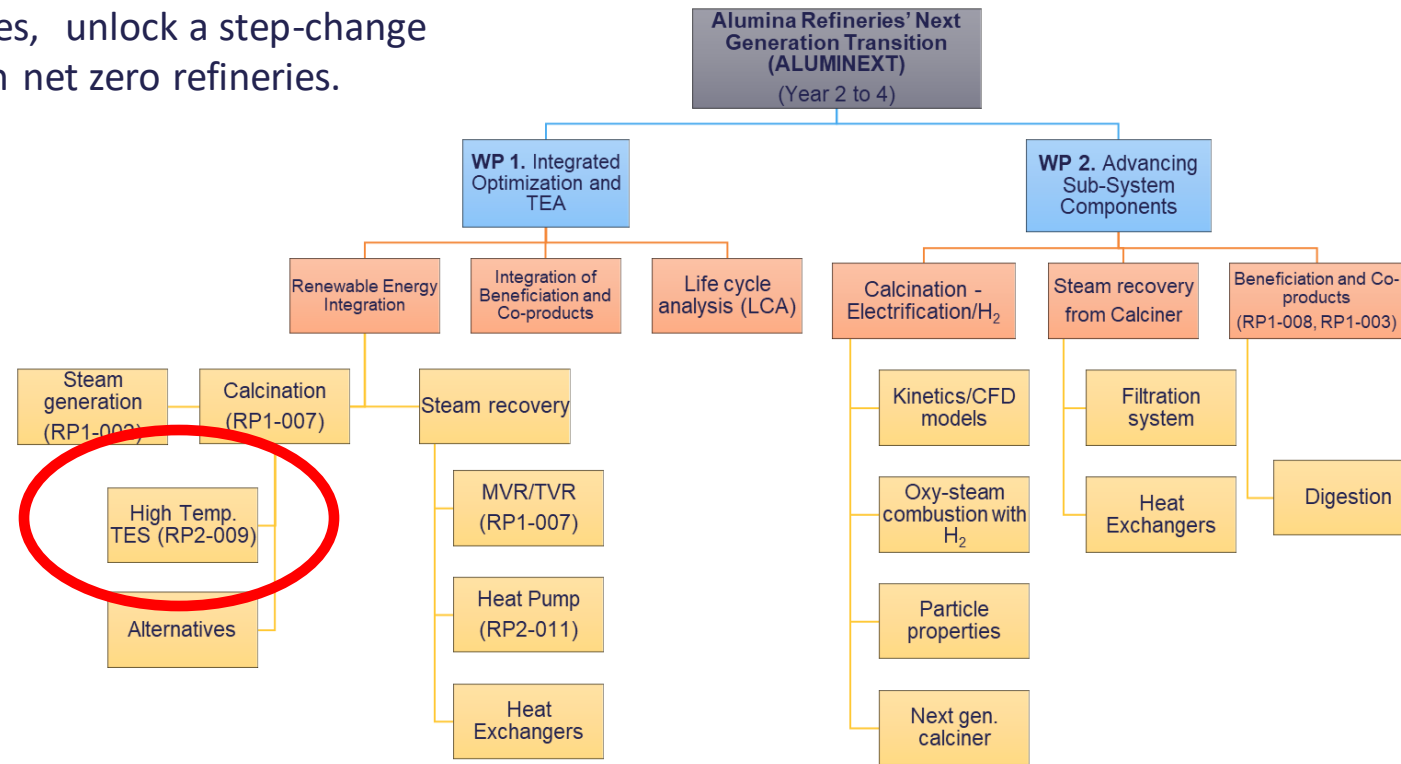 es, unlock a step-change
n net zero refineries.
Alumina Refineries' Next
Generation Transition
(ALUMINEXT)
(Year 2 to 4)
WP 1. Integrated
Optimization and
TEA
WP 2. Advancing
Sub-System
Components
Renewable Energy
Integration
Integration of
Beneficiation and
Co-products
Life cycle
analysis (LCA)
Calcination -
Electrification/H₂
Steam recovery
from Calciner
Beneficiation and Co-
products
(RP1-008, RP1-003)
Steam
generation
(RP1-002)
Calcination
(RP1-007)
Steam recovery
High Temp.
TES (RP2-009)
Alternatives
MVR/TVR
(RP1-007)
Heat Pump
(RP2-011)
Heat
Exchangers
Kinetics/CFD
models
Oxy-steam
combustion with
H₂
Particle
properties
Next gen.
calciner
Filtration
system
Heat
Exchangers
Digestion